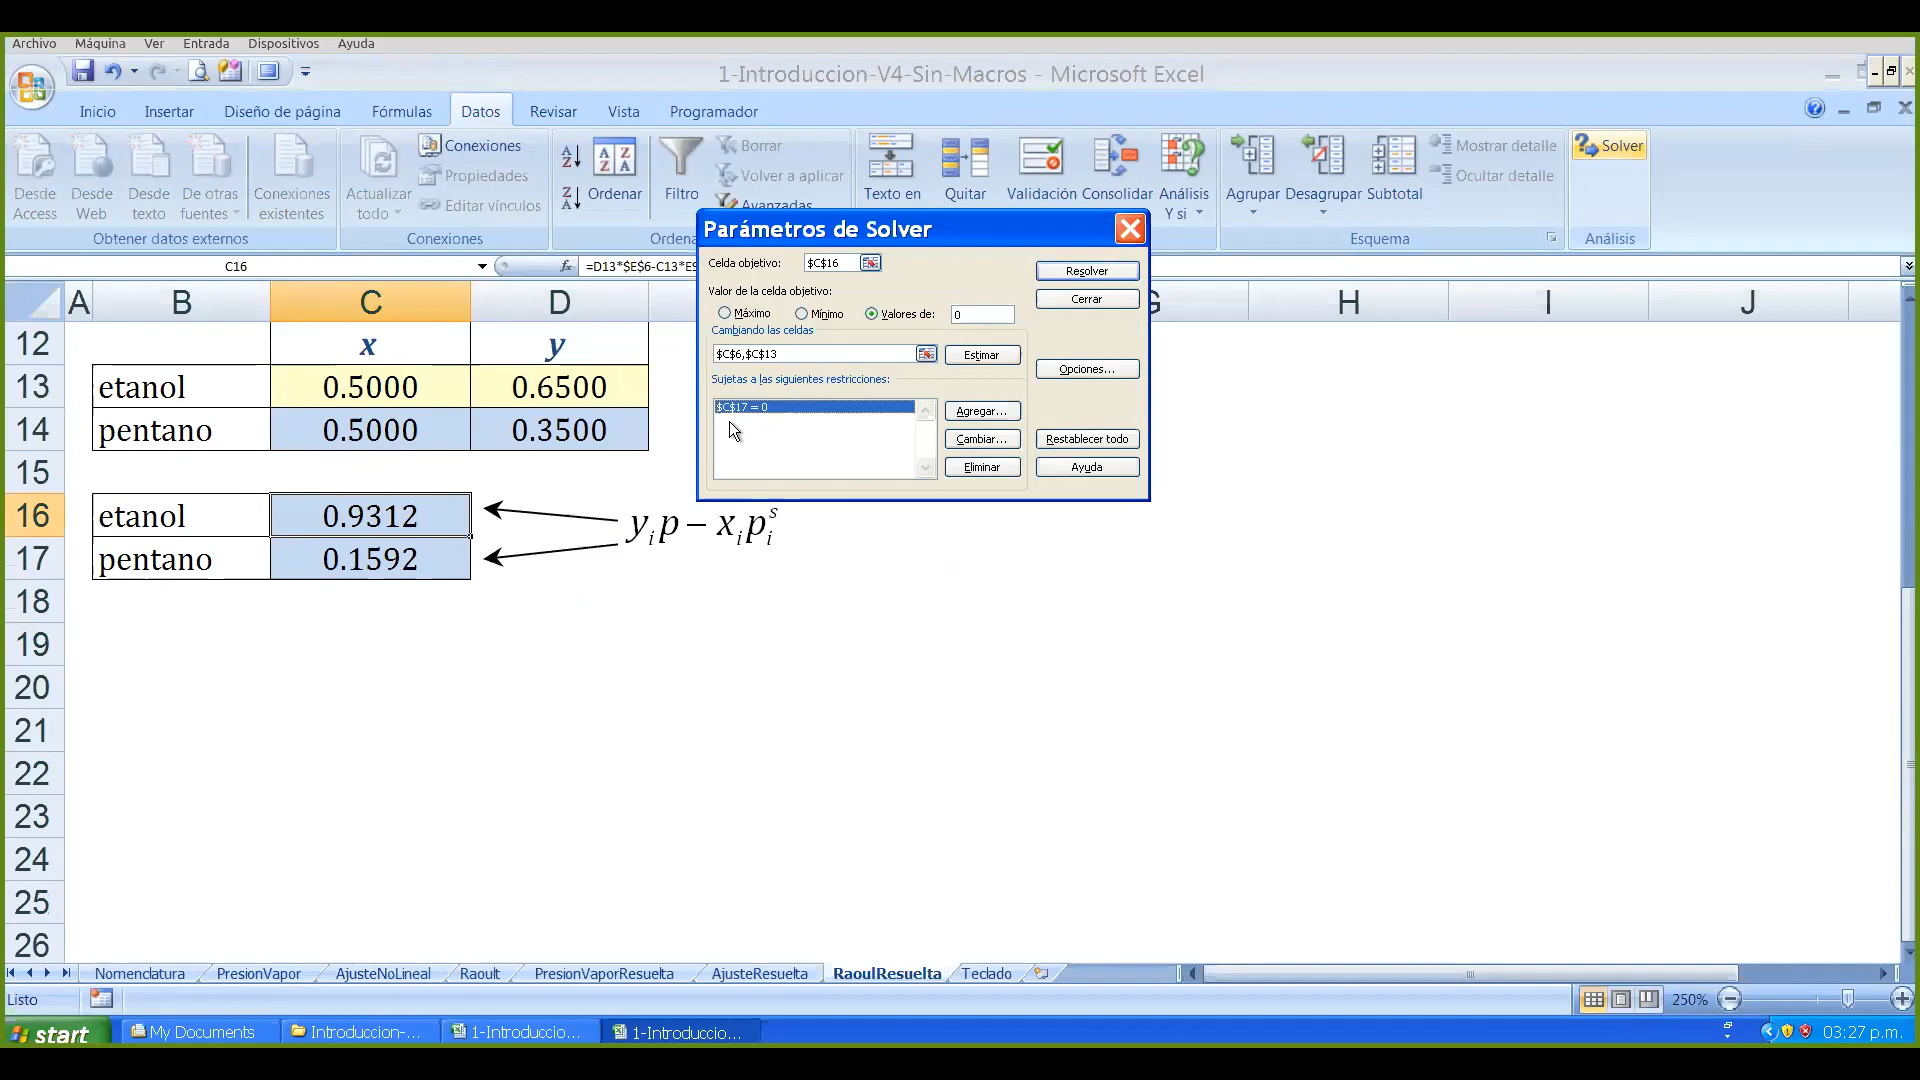 Archivo Máquina Ver Entrada Dispositivos Ayuda
1-Introduccion-V4-Sin-Macros - Microsoft Excel
Inicio Insertar Diseño de página Fórmulas Datos Revisar Vista Programador
Desde Access
Desde Web
Desde texto
De otras fuentes
Conexiones existentes
Obtener datos externos
Actualizar todo
Conexiones
Propiedades
Editar vínculos
Conexiones
Ordenar
Filtro
Borrar
Volver a aplicar
Avanzadas
Texto en
Quitar
Validación
Consolidar
Análisis Y si
Agrupar
Desagrupar
Subtotal
Mostrar detalle
Ocultar detalle
Esquema
Solver
Análisis
C16 fx =D13*$E$6-C13*E9
Parámetros de Solver
Celda objetivo: $C$16
Valor de la celda objetivo:
Máximo Mínimo Valores de: 0
Cambiando las celdas
$C$6,$C$13 Estimar
Sujetas a las siguientes restricciones:
$C$17 = 0
Agregar...
Cambiar...
Eliminar
Resolver
Cerrar
Opciones...
Restablecer todo
Ayuda
A B C D G H I J
12 x y
13 etanol 0.5000 0.6500
14 pentano 0.5000 0.3500
15
16 etanol 0.9312
17 pentano 0.1592
y_i p − x_i p_i^s
18
19
20
21
22
23
24
25
26
Nomenclatura PresionVapor AjusteNoLineal Raoult PresionVaporResuelta AjusteResuelta RaoulResuelta Teclado
Listo 250%
start My Documents Introduccion-... 1-Introduccio... 1-Introduccio... 03:27 p.m.